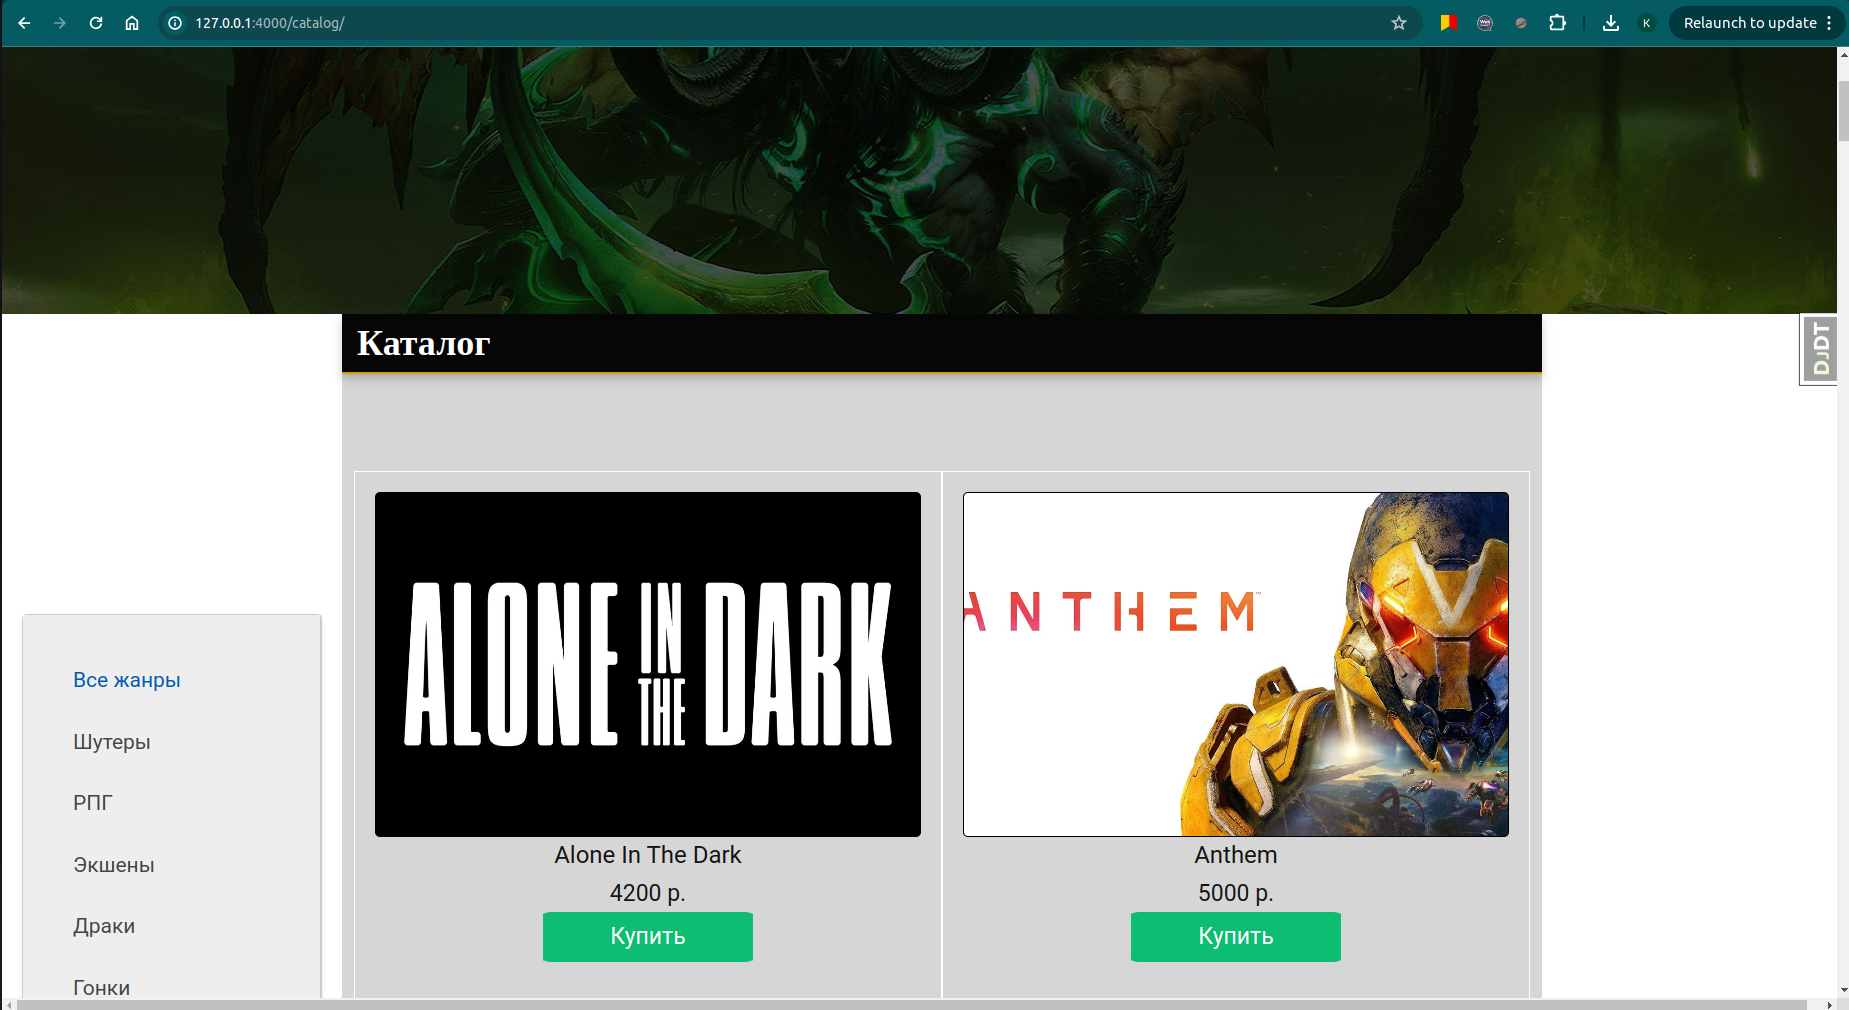 127.0.0.1:4000/catalog/
K
Relaunch to update
Каталог
DJDT
ALONE IN THE DARK
ANTHEM™
Alone In The Dark
Anthem
4200 р.
5000 р.
Купить
Купить
Все жанры
Шутеры
РПГ
Экшены
Драки
Гонки